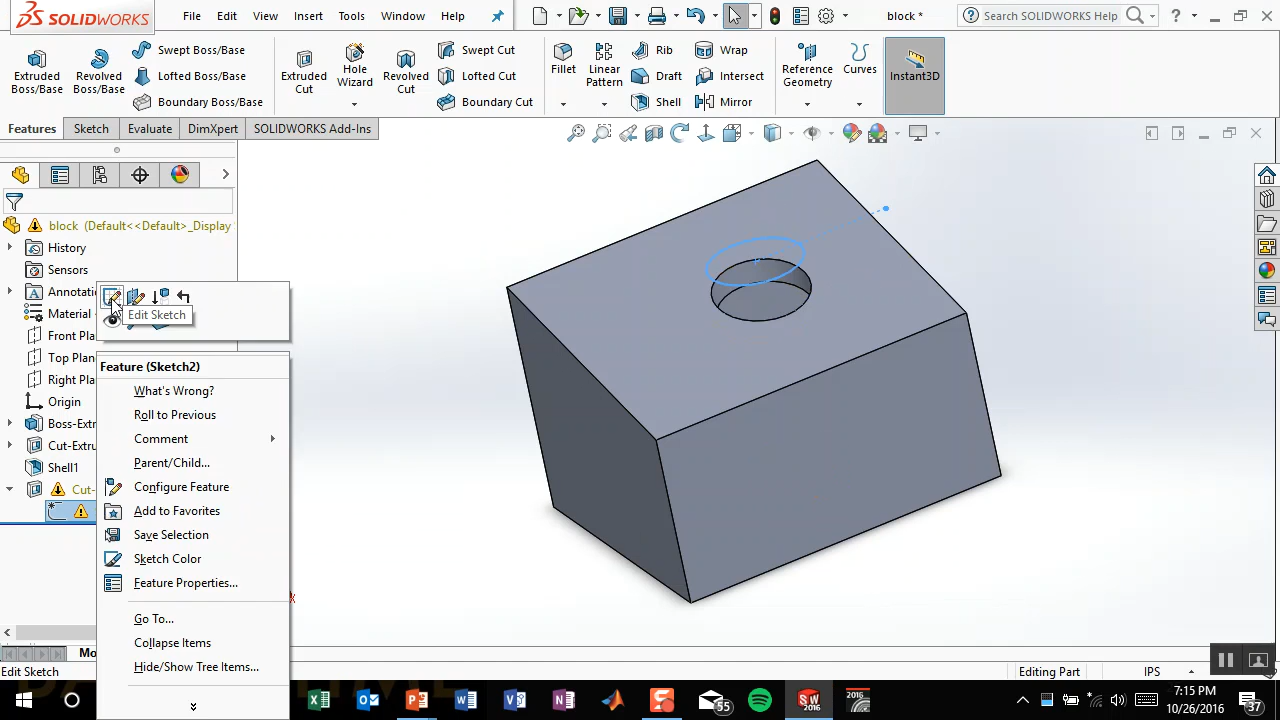 SOLIDWORKS
File Edit View Insert Tools Window Help
block *
Search SOLIDWORKS Help
Extruded Boss/Base
Revolved Boss/Base
Swept Boss/Base
Lofted Boss/Base
Boundary Boss/Base
Extruded Cut
Hole Wizard
Revolved Cut
Swept Cut
Lofted Cut
Boundary Cut
Fillet
Linear Pattern
Rib
Draft
Shell
Wrap
Intersect
Mirror
Reference Geometry
Curves
Instant3D
Features Sketch Evaluate DimXpert SOLIDWORKS Add-Ins
block (Default<<Default>_Display
History
Sensors
Annotatio
Material
Front Pla
Top Plan
Right Pla
Origin
Boss-Extr
Cut-Extru
Shell1
Cut-
Edit Sketch
Feature (Sketch2)
What's Wrong?
Roll to Previous
Comment
Parent/Child...
Configure Feature
Add to Favorites
Save Selection
Sketch Color
Feature Properties...
Go To...
Collapse Items
Hide/Show Tree Items...
Mo
Edit Sketch
Editing Part
IPS
55
SW 2016
2016
7:15 PM
10/26/2016
37